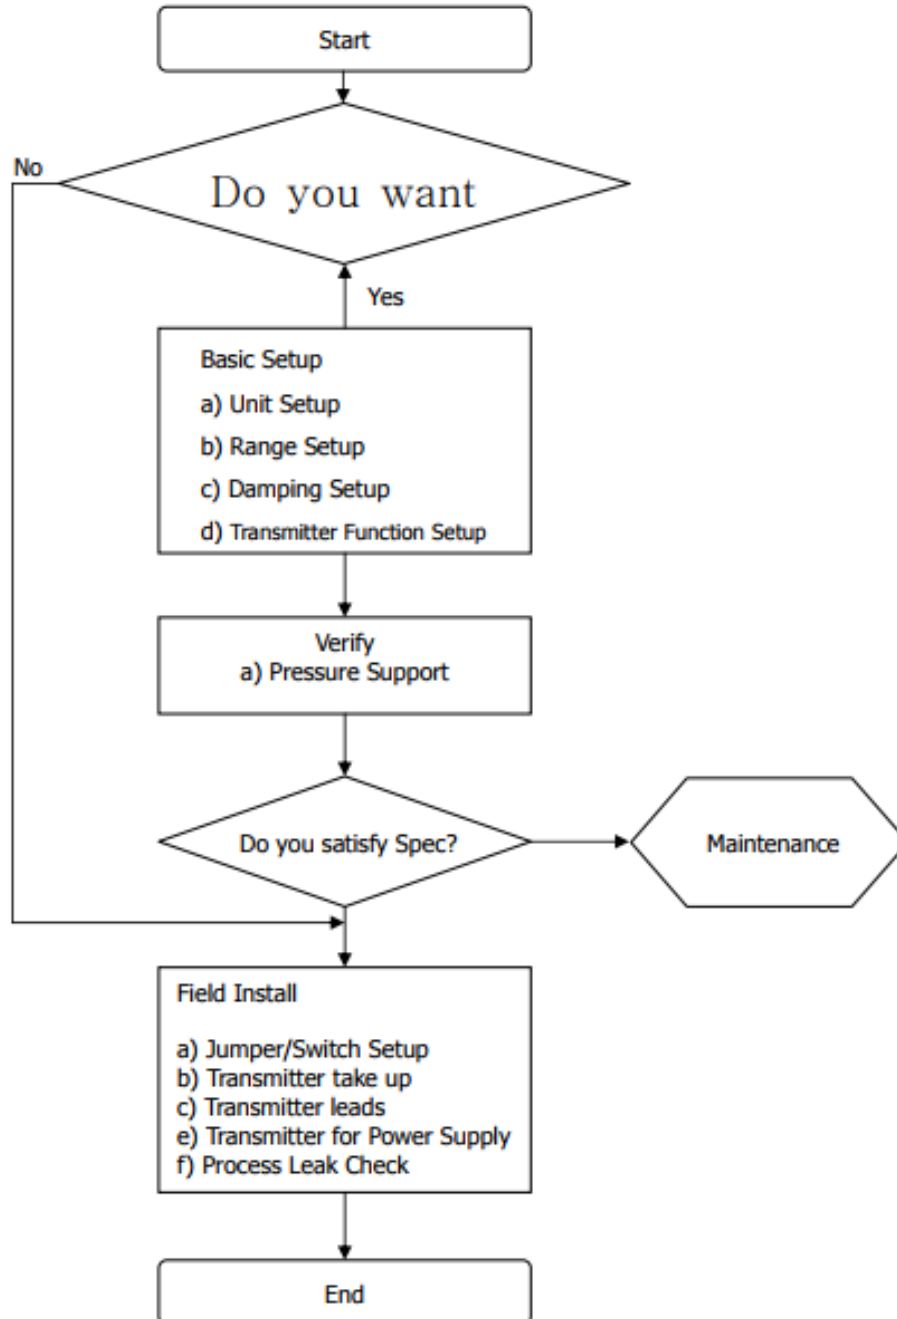 Start
No
Do you want
Yes
Basic Setup
a) Unit Setup
b) Range Setup
c) Damping Setup
d) Transmitter Function Setup
Verify
a) Pressure Support
Do you satisfy Spec?
Maintenance
Field Install
a) Jumper/Switch Setup
b) Transmitter take up
c) Transmitter leads
e) Transmitter for Power Supply
f) Process Leak Check
End